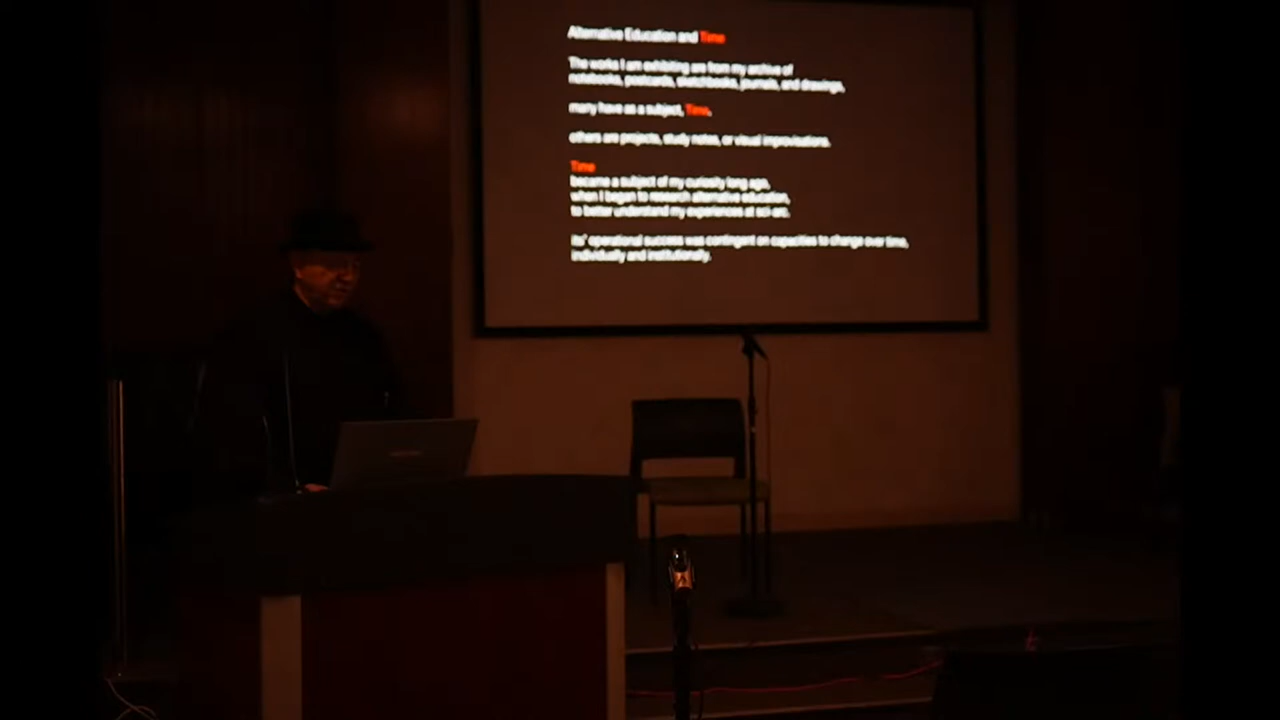 Alternative Education and Time
The works I am exhibiting are from my archive of
notebooks, postcards, sketchbooks, journals, and drawings,
many have as a subject, Time,
others are projects, study notes, or visual improvisations.
Time
became a subject of my curiosity long ago,
when I began to research alternative education,
to better understand my experiences at
Its' operational success was contingent on capacities to change over time,
individually and institutionally.